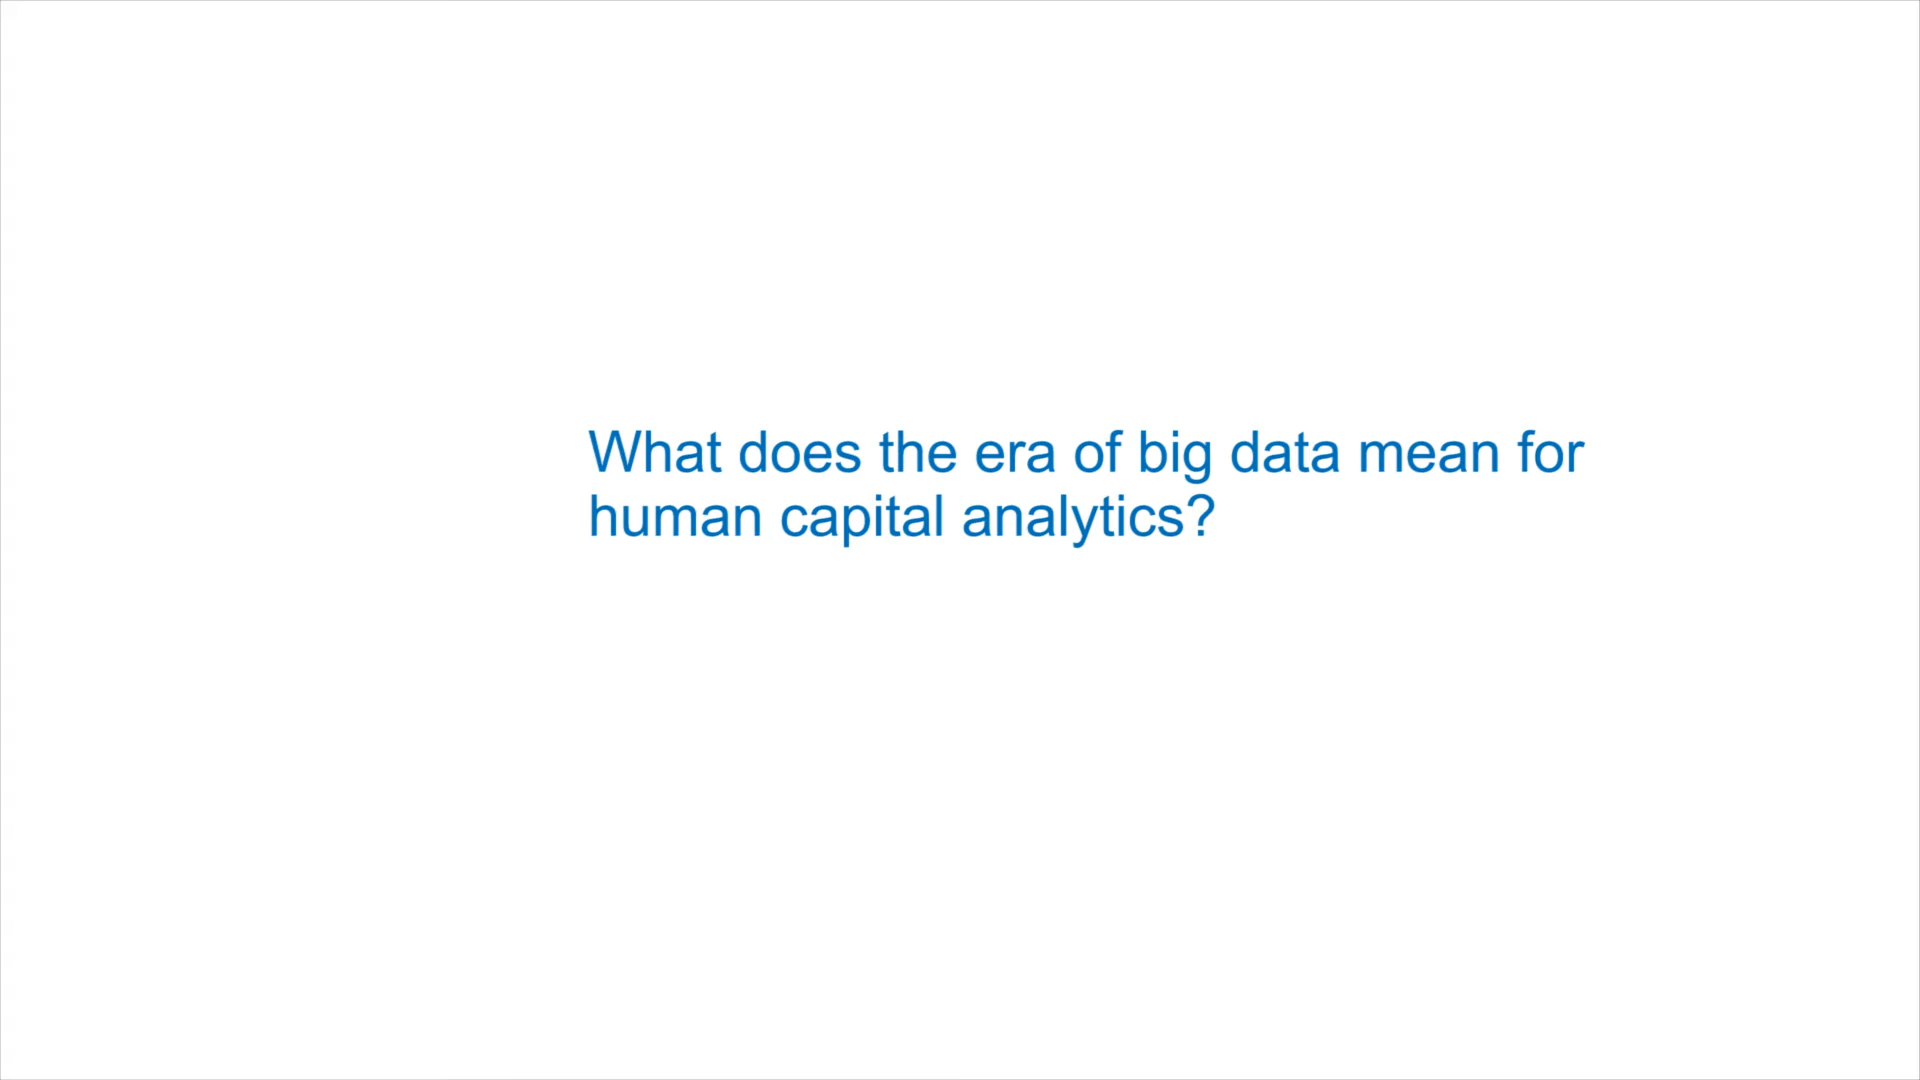 What does the era of big data mean for
human capital analytics?